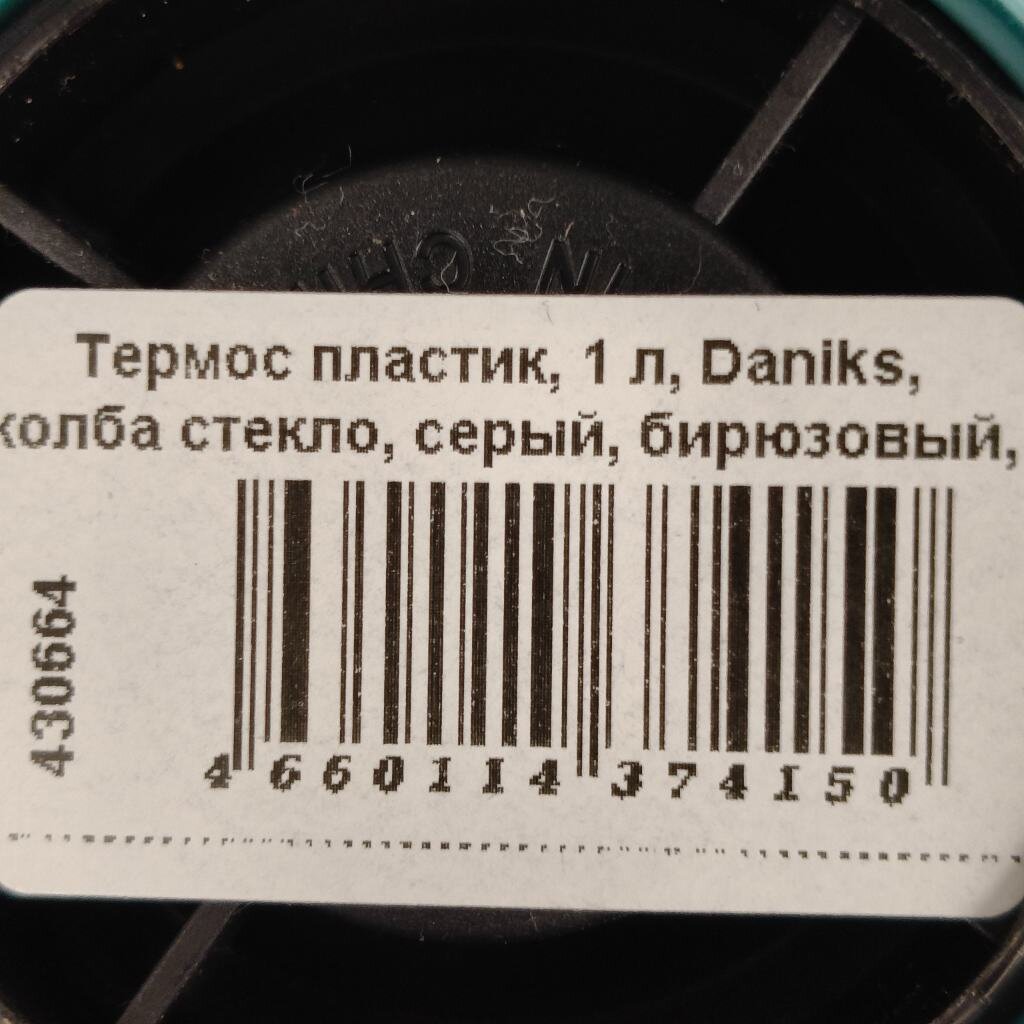 Термос пластик, 1 л, Daniks,
колба стекло, серый, бирюзовый,
430664
4 660114 374150